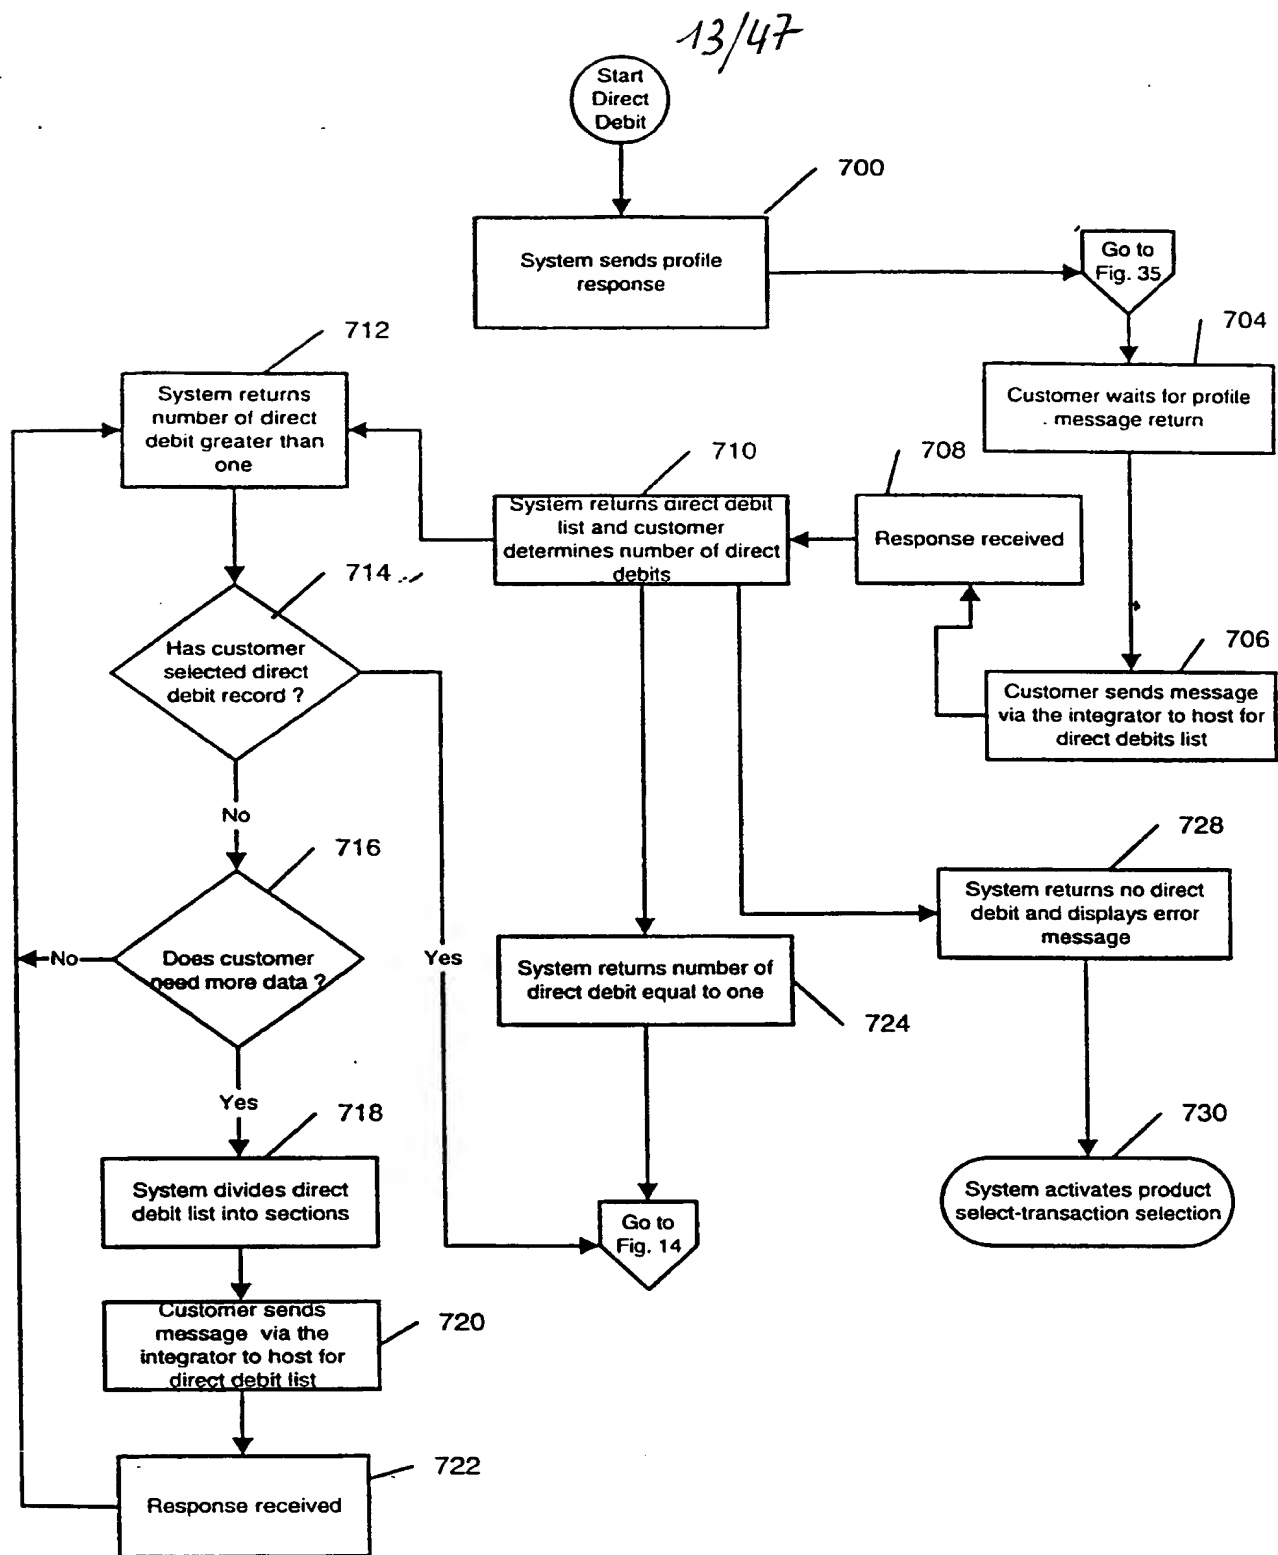 13/47
Start
Direct
Debit
700
System sends profile
response
Go to
Fig. 35
704
Customer waits for profile
message return
712
System returns
number of direct
debit greater than
one
710
System returns direct debit
list and customer
determines number of direct
debits
708
Response received
706
Customer sends message
via the integrator to host for
direct debits list
714
Has customer
selected direct
debit record ?
No
Yes
716
Does customer
need more data ?
No
Yes
728
System returns no direct
debit and displays error
message
System returns number of
direct debit equal to one
724
718
System divides direct
debit list into sections
730
System activates product
select-transaction selection
Go to
Fig. 14
720
Customer sends
message via the
integrator to host for
direct debit list
722
Response received